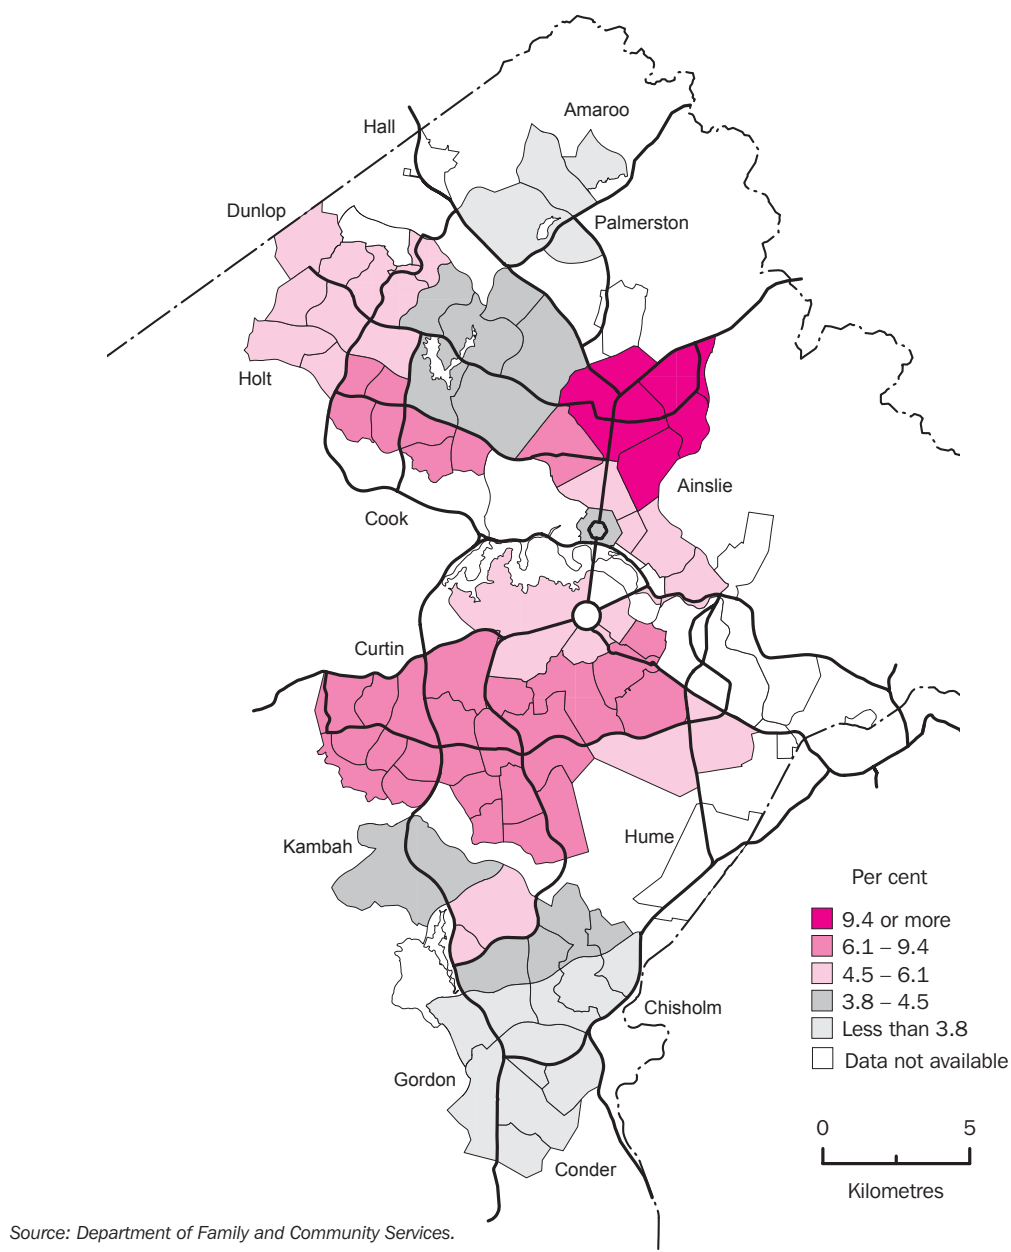 Amaroo
Hall
Dunlop
Palmerston
Holt
Ainslie
Cook
Curtin
Hume
Kambah
Per cent
9.4 or more
6.1 – 9.4
4.5 – 6.1
3.8 – 4.5
Less than 3.8
Data not available
Chisholm
Gordon
0 5
Conder
Kilometres
Source: Department of Family and Community Services.